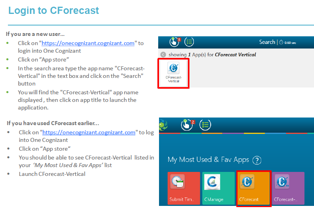 Login to CForecast
If you are a new user...
• Click on "https://onecognizant.cognizant.com" to
login into One Cognizant
• Click on "App store"
• In the search area type the app name "CForecast-
Vertical" in the text box and click on the "Search"
button
• You will find the "CForecast-Vertical" app name
displayed , then click on app title to launch the
application.
If you have used CForecast earlier...
• Click on "https://onecognizant.cognizant.com" to log
into One Cognizant
• Click on "App store"
• You should be able to see CForecast-Vertical listed in
your 'My Most Used & Fav Apps' list
• Launch CForecast-Vertical
Search
showing 1 App(s) for CForecast Vertical
CForecast-
Vertical
My Most Used & Fav Apps
Submit Tim...
C Manage
CForecast
CForecast-...